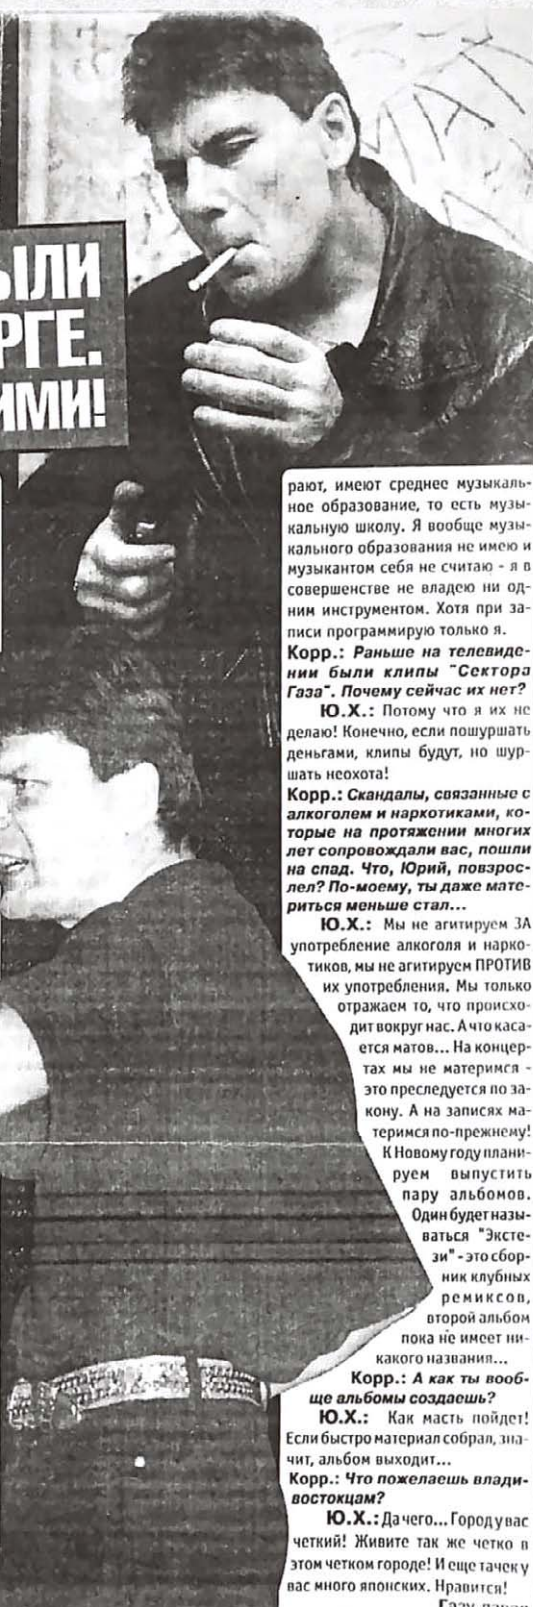 ЫЛИ
РГЕ.
ИМИ!
рают, имеют среднее музыкаль-
ное образование, то есть музы-
кальную школу. Я вообще музы-
кального образования не имею и
музыкантом себя не считаю - я в
совершенстве не владею ни од-
ним инструментом. Хотя при за-
писи программирую только я.
Корр.: Раньше на телевиде-
нии были клипы "Сектора
Газа". Почему сейчас их нет?
Ю.Х.: Потому что я их не
делаю! Конечно, если пошуршать
деньгами, клипы будут, но шур-
шать неохота!
Корр.: Скандалы, связанные с
алкоголем и наркотиками, ко-
торые на протяжении многих
лет сопровождали вас, пошли
на спад. Что, Юрий, повзрос-
лел? По-моему, ты даже мате-
риться меньше стал...
Ю.Х.: Мы не агитируем ЗА
употребление алкоголя и нарко-
тиков, мы не агитируем ПРОТИВ
их употребления. Мы только
отражаем то, что происхо-
дит вокруг нас. А что каса-
ется матов... На концер-
тах мы не материмся -
это преследуется по за-
кону. А на записях ма-
теримся по-прежнему!
К Новому году плани-
руем выпустить
пару альбомов.
Один будет назы-
ваться "Эксте-
зи" - это сбор-
ник клубных
ремиксов,
второй альбом
пока не имеет ни-
какого названия...
Корр.: А как ты вооб-
ще альбомы создаешь?
Ю.Х.: Как масть пойдет!
Если быстро материал собрал, зна-
чит, альбом выходит...
Корр.: Что пожелаешь влади-
востокцам?
Ю.Х.: Да чего... Город у вас
четкий! Живите так же четко в
этом четком городе! И еще тачек у
вас много японских. Нравится!